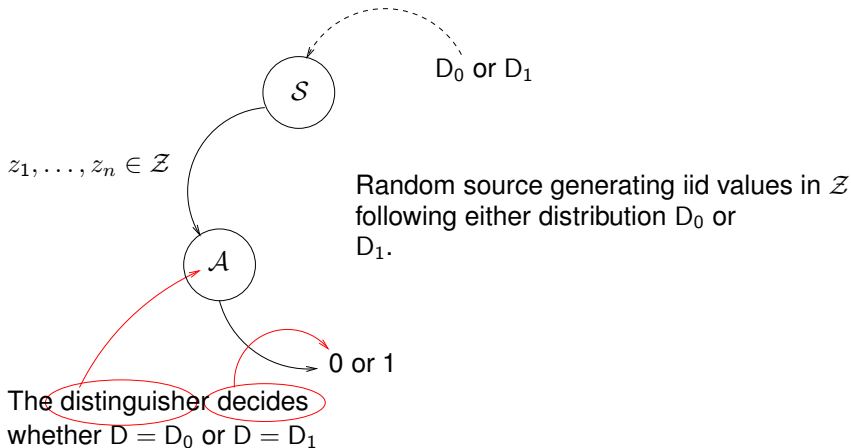 D₀ or D₁
𝒮
z₁, . . . , zₙ ∈ 𝒵
Random source generating iid values in 𝒵
following either distribution D₀ or
D₁.
𝒜
0 or 1
The distinguisher decides
whether D = D₀ or D = D₁